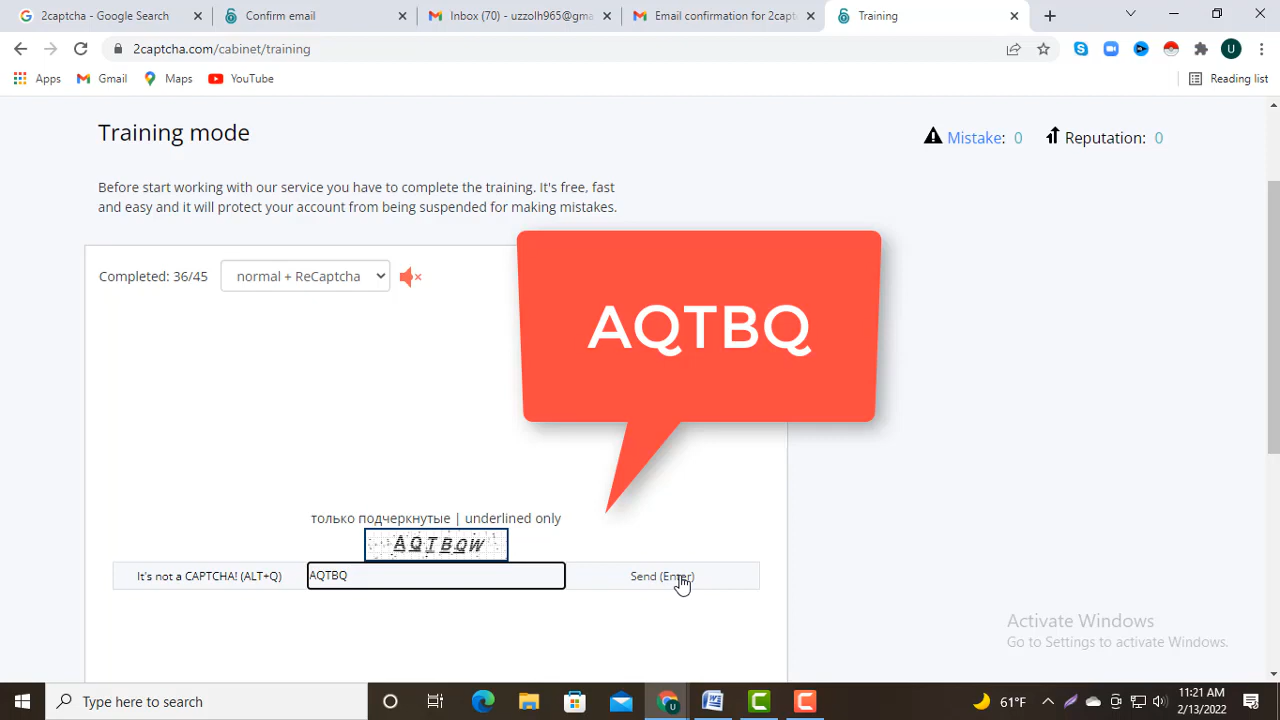 2captcha - Google Search
Confirm email
Inbox (70) - uzzolh965@gma
Email confirmation for 2capt
Training
2captcha.com/cabinet/training
U
Apps
Gmail
Maps
YouTube
Reading list
Training mode
Mistake: 0
Reputation: 0
Before start working with our service you have to complete the training. It's free, fast
and easy and it will protect your account from being suspended for making mistakes.
Completed: 36/45
normal + ReCaptcha
AQTBQ
только подчеркнутые | underlined only
AQTBQW
It's not a CAPTCHA! (ALT+Q)
AQTBQ
Send (Enter)
Activate Windows
Go to Settings to activate Windows.
Type here to search
61°F
11:21 AM
2/13/2022